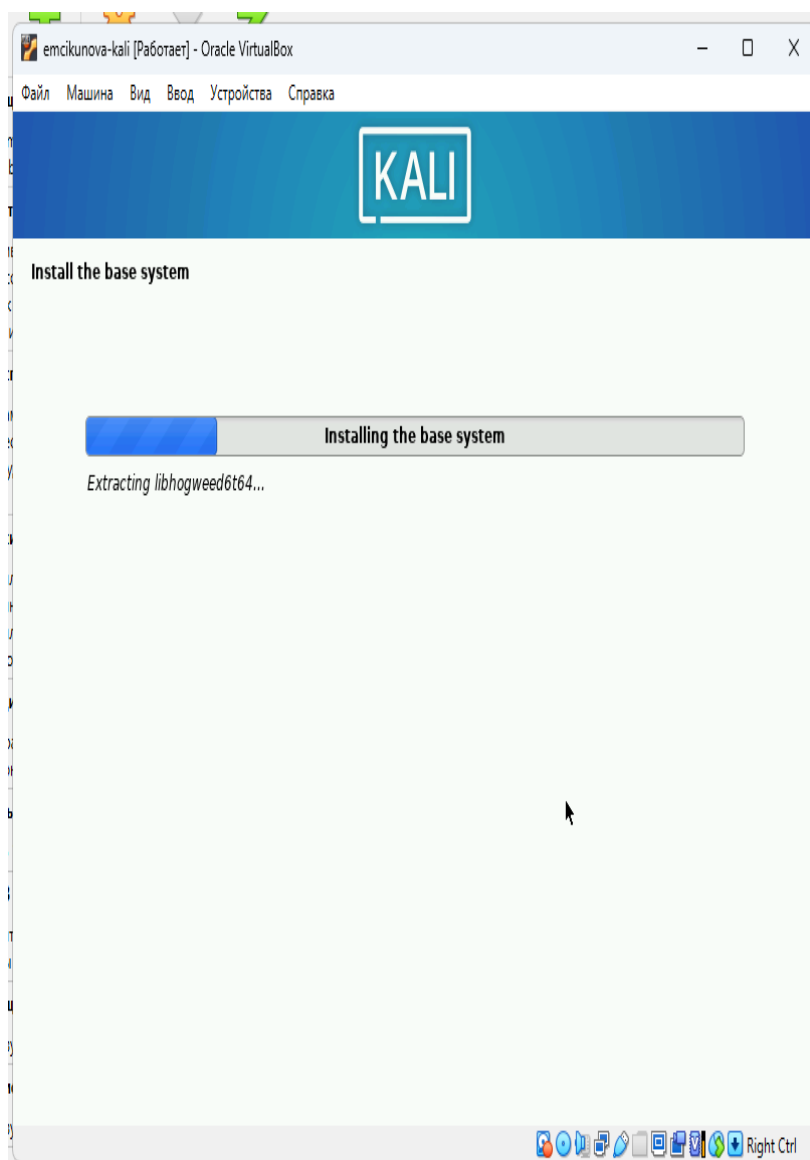 emcikunova-kali [Работает] - Oracle VirtualBox
Файл Машина Вид Ввод Устройства Справка
KALI
Install the base system
Installing the base system
Extracting libhogweed6t64...
Right Ctrl